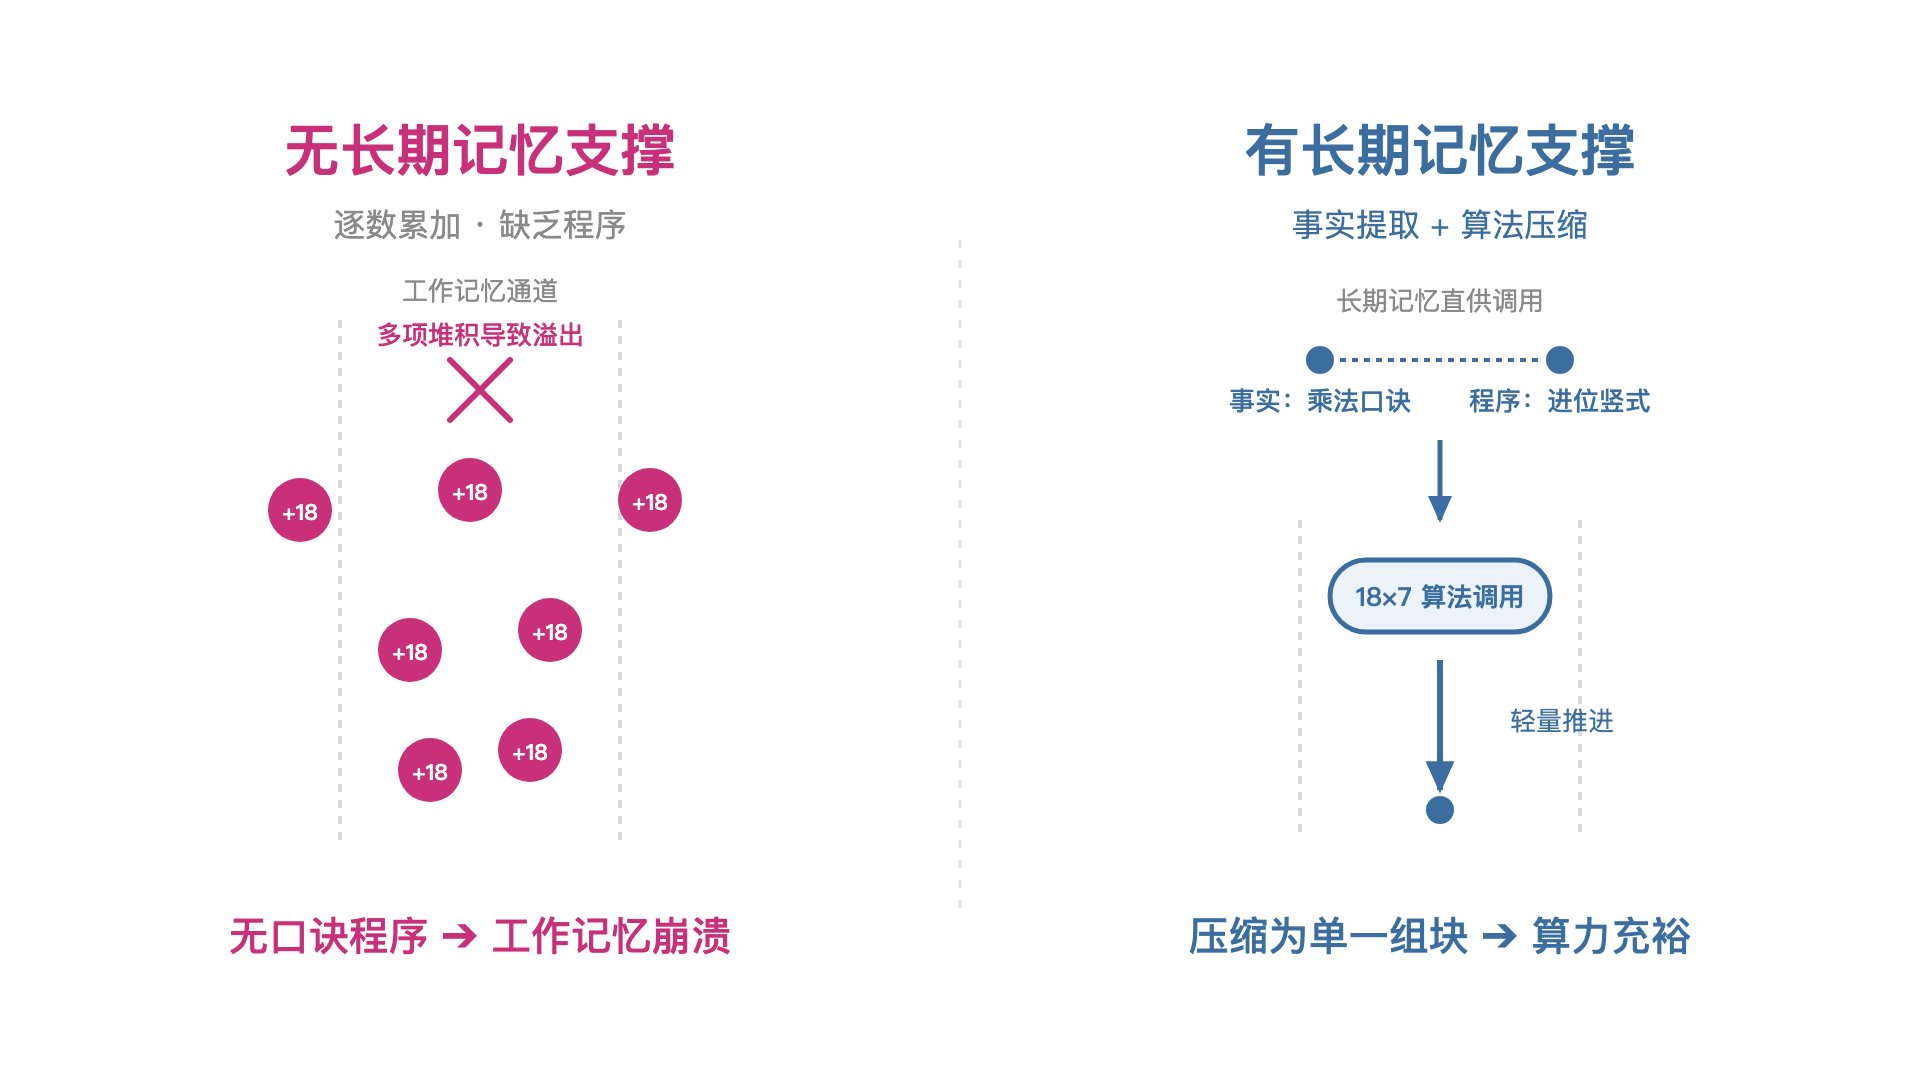 无长期记忆支撑
逐数累加 · 缺乏程序
工作记忆通道
多项堆积导致溢出
+18
+18
+18
+18
+18
+18
+18
无口诀程序 ➔ 工作记忆崩溃
有长期记忆支撑
事实提取 + 算法压缩
长期记忆直供调用
事实：乘法口诀
程序：进位竖式
18×7 算法调用
轻量推进
压缩为单一组块 ➔ 算力充裕